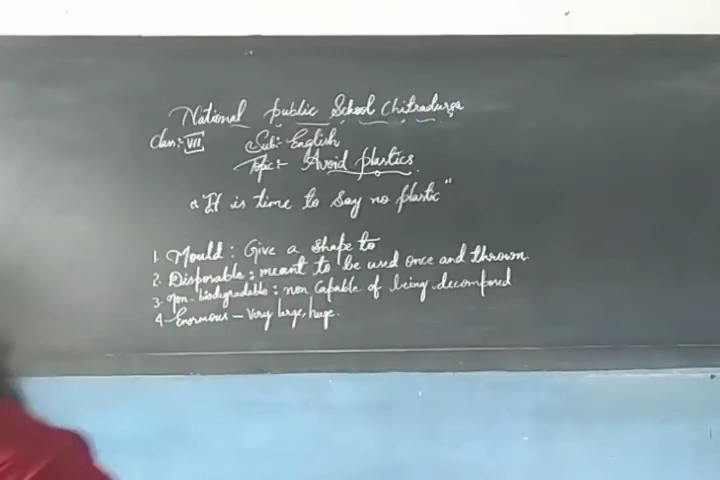 National public School Chitradurga
Class:- VII Sub:- English
Topic:- Avoid plastics.
"It is time to Say no plastic"
1. Mould: Give a shape to
2. Disposable: meant to be used once and thrown.
3. Non-biodegradable: non Capable of being decomposed
4. Enormous - Very large, huge.